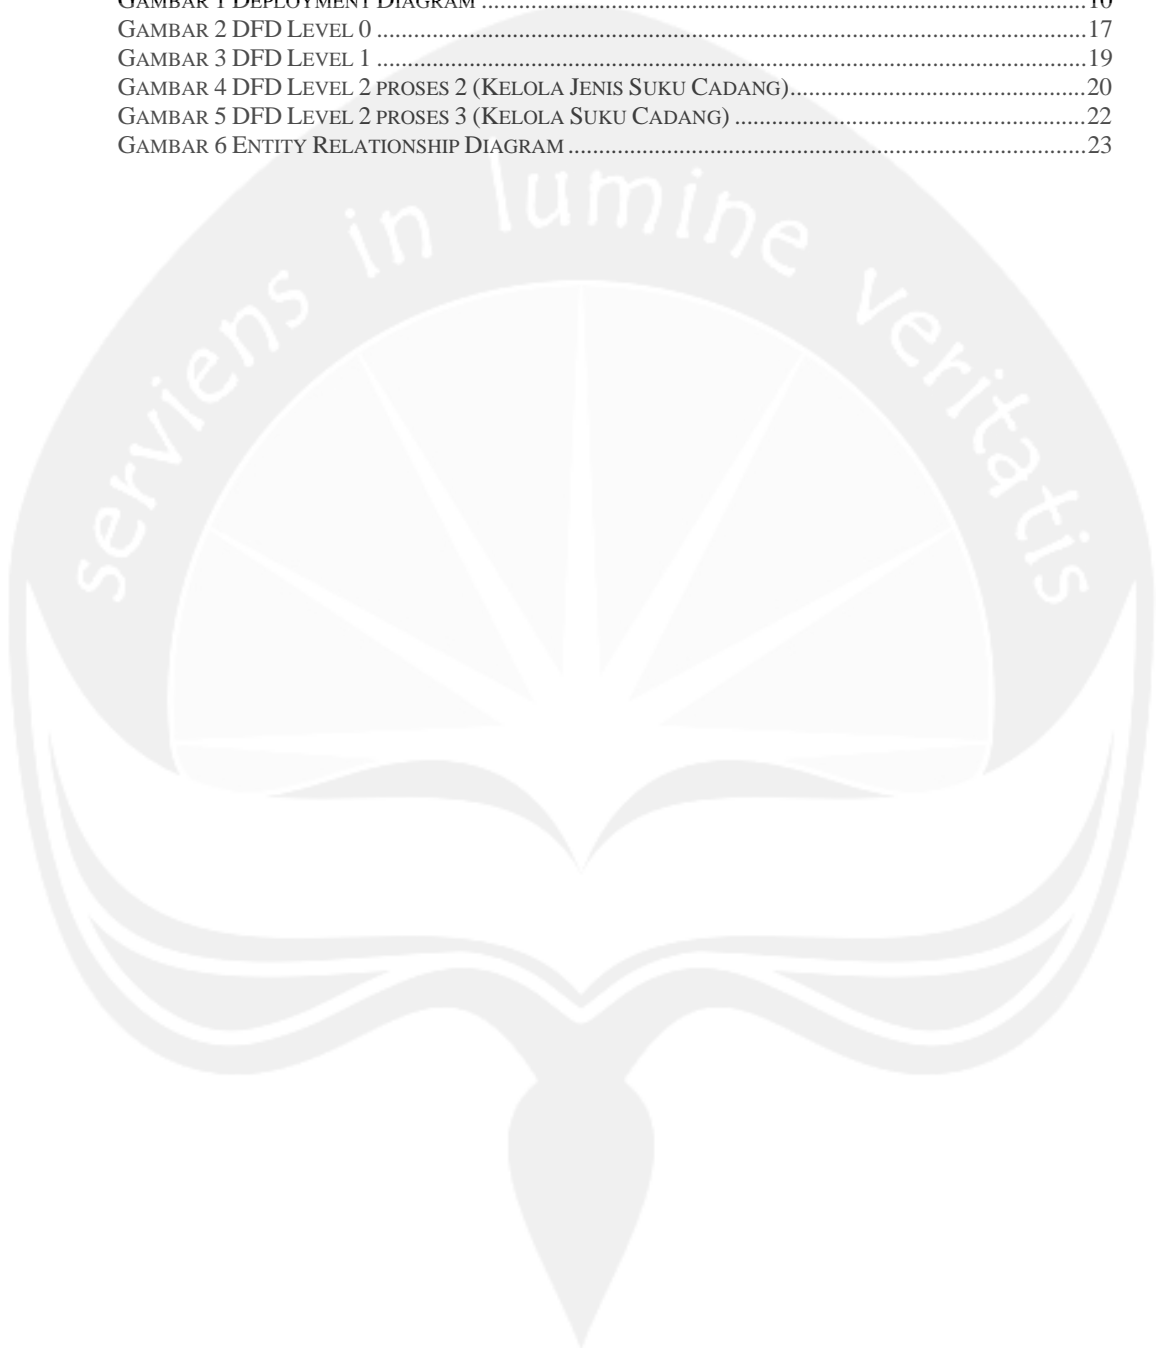 GAMBAR 1 DEPLOYMENT DIAGRAM ........................................................................................................................10
GAMBAR 2 DFD LEVEL 0 ........................................................................................................................17
GAMBAR 3 DFD LEVEL 1 ........................................................................................................................19
GAMBAR 4 DFD LEVEL 2 PROSES 2 (KELOLA JENIS SUKU CADANG)........................................................................20
GAMBAR 5 DFD LEVEL 2 PROSES 3 (KELOLA SUKU CADANG) ........................................................................22
GAMBAR 6 ENTITY RELATIONSHIP DIAGRAM ........................................................................................................23
serviens in lumine veritatis